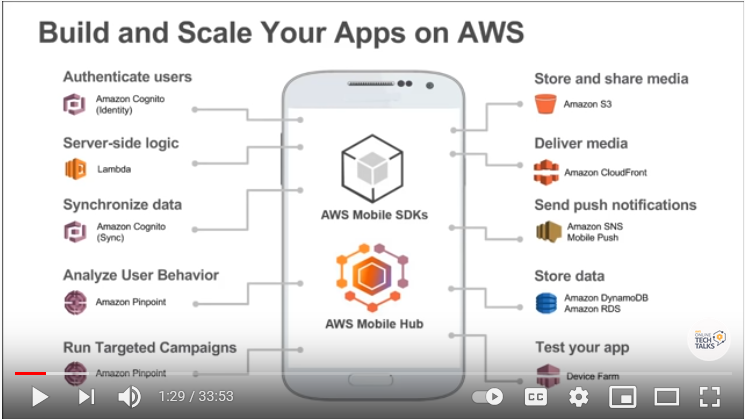 Build and Scale Your Apps on AWS
Authenticate users
Amazon Cognito
(Identity)
Server-side logic
Lambda
Synchronize data
Amazon Cognito
(Sync)
Analyze User Behavior
Amazon Pinpoint
Run Targeted Campaigns
Amazon Pinpoint
AWS Mobile SDKs
AWS Mobile Hub
Store and share media
Amazon S3
Deliver media
Amazon CloudFront
Send push notifications
Amazon SNS
Mobile Push
Store data
Amazon DynamoDB
Amazon RDS
Test your app
Device Farm
ONLINE
TECH
TALKS
1:29 / 33:53
CC